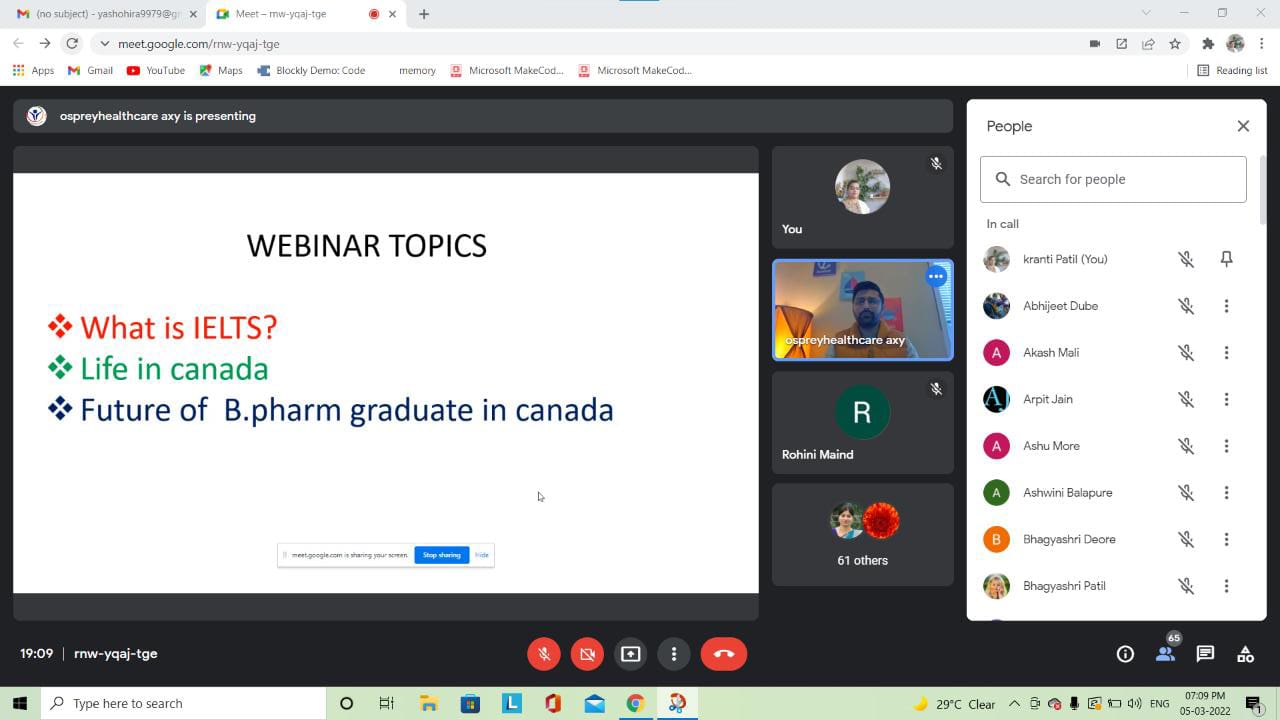 (no subject) - yashohira9979@gm
Meet – rnw-yqaj-tge
meet.google.com/rnw-yqaj-tge
Apps
Gmail
YouTube
Maps
Blockly Demo: Code
memory
Microsoft MakeCod...
Microsoft MakeCod...
Reading list
ospreyhealthcare axy is presenting
WEBINAR TOPICS
What is IELTS?
Life in canada
Future of B.pharm graduate in canada
meet.google.com is sharing your screen.
Stop sharing
Hide
You
ospreyhealthcare axy
R
Rohini Maind
61 others
People
Search for people
In call
kranti Patil (You)
Abhijeet Dube
A
Akash Mali
Arpit Jain
A
Ashu More
A
Ashwini Balapure
B
Bhagyashri Deore
Bhagyashri Patil
19:09 | rnw-yqaj-tge
65
Type here to search
L
29°C Clear
ENG
07:09 PM
05-03-2022
1